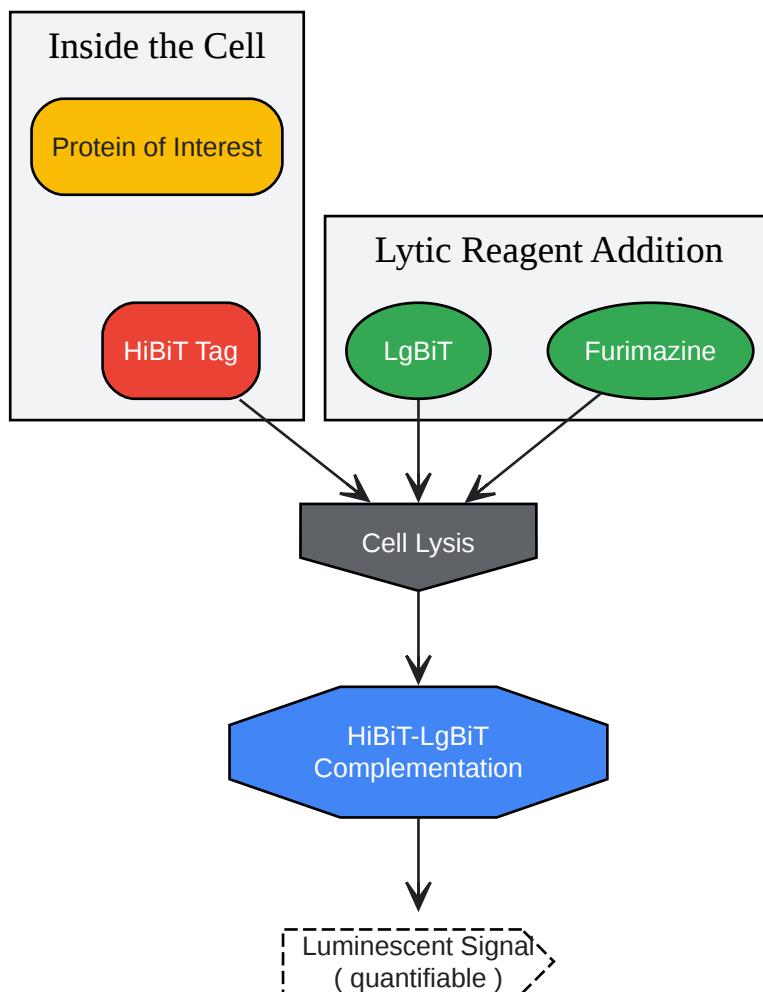 Inside the Cell
Protein of Interest
Lytic Reagent Addition
HiBiT Tag
LgBiT
Furimazine
Cell Lysis
HiBiT-LgBiT
Complementation
Luminescent Signal
( quantifiable )